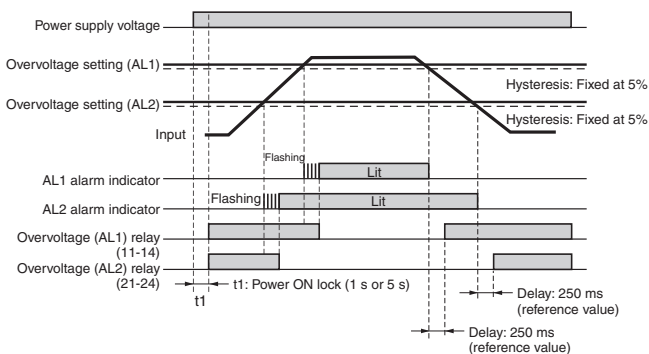 Power supply voltage
Overvoltage setting (AL1)
Hysteresis: Fixed at 5%
Overvoltage setting (AL2)
Hysteresis: Fixed at 5%
Input
Flashing
Lit
AL1 alarm indicator
Flashing
Lit
AL2 alarm indicator
Overvoltage (AL1) relay
(11-14)
Overvoltage (AL2) relay
(21-24)
t1: Power ON lock (1 s or 5 s)
t1
Delay: 250 ms
(reference value)
Delay: 250 ms
(reference value)